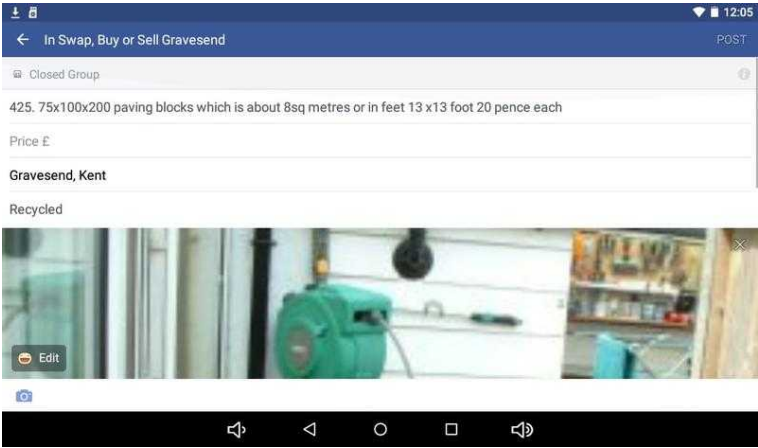 12:05
In Swap, Buy or Sell Gravesend POST
Closed Group
425. 75x100x200 paving blocks which is about 8sq metres or in feet 13 x13 foot 20 pence each
Price £
Gravesend, Kent
Recycled
Edit